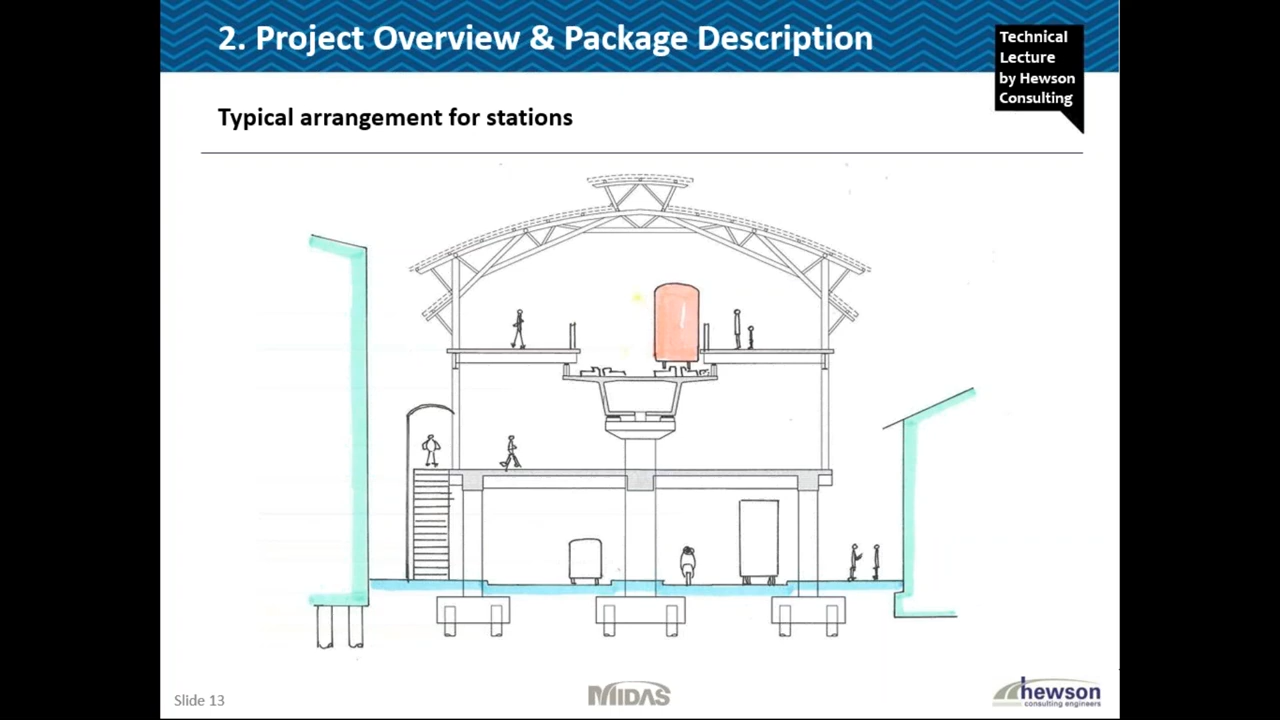 2. Project Overview & Package Description
Technical
Lecture
by Hewson
Consulting
Typical arrangement for stations
Slide 13
MIDAS
hewson
consulting engineers